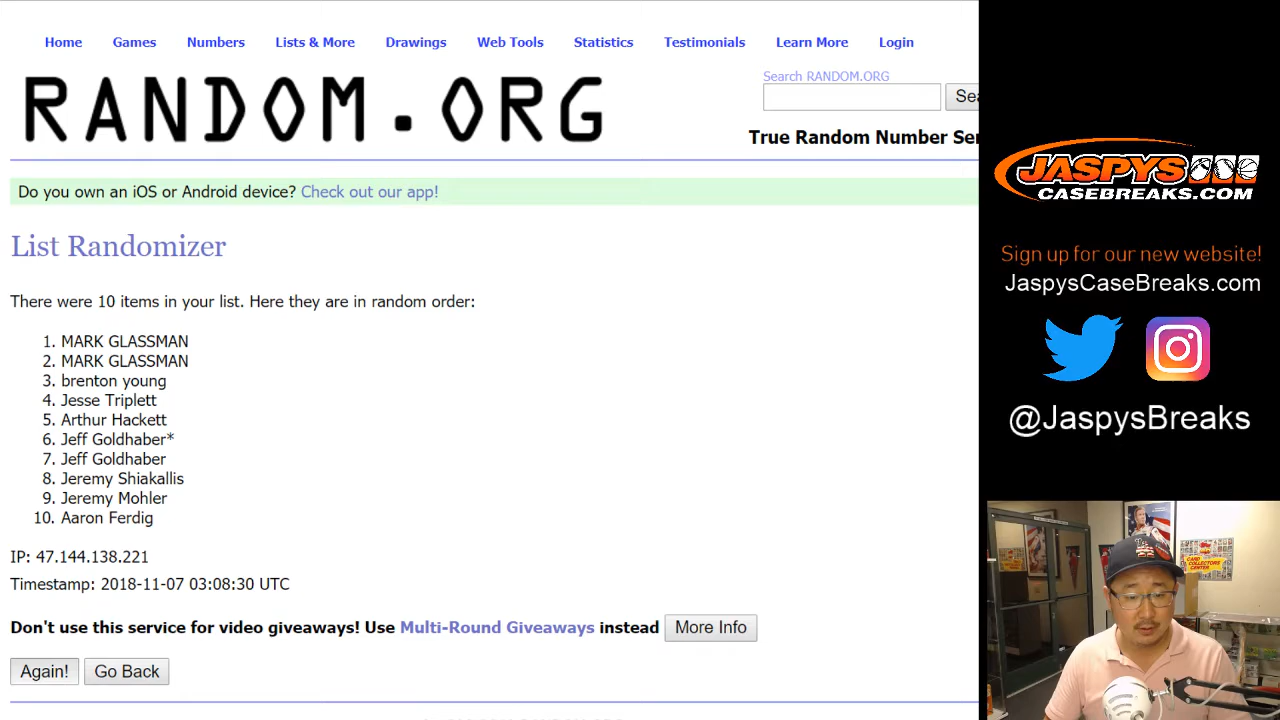 Home Games Numbers Lists & More Drawings Web Tools Statistics Testimonials Learn More Login
RANDOM.ORG
Search RANDOM.ORG
Sea
True Random Number Ser
Do you own an iOS or Android device? Check out our app!
List Randomizer
There were 10 items in your list. Here they are in random order:
1. MARK GLASSMAN
2. MARK GLASSMAN
3. brenton young
4. Jesse Triplett
5. Arthur Hackett
6. Jeff Goldhaber*
7. Jeff Goldhaber
8. Jeremy Shiakallis
9. Jeremy Mohler
10. Aaron Ferdig
IP: 47.144.138.221
Timestamp: 2018-11-07 03:08:30 UTC
Don't use this service for video giveaways! Use Multi-Round Giveaways instead More Info
Again! Go Back
JASPYS
CASEBREAKS.COM
Sign up for our new website!
JaspysCaseBreaks.com
@JaspysBreaks